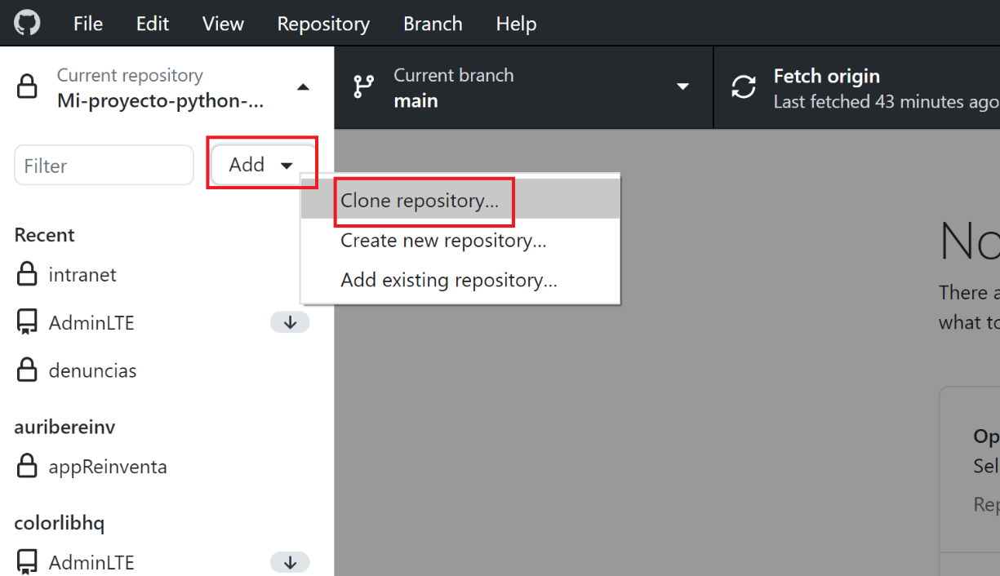 File Edit View Repository Branch Help
Current repository
Mi-proyecto-python-...
Current branch
main
Fetch origin
Last fetched 43 minutes ago
Filter
Add
Clone repository...
Create new repository...
Add existing repository...
Recent
intranet
AdminLTE
denuncias
auribereinv
appReinventa
colorlibhq
AdminLTE
No
There a
what to
Op
Sel
Rep